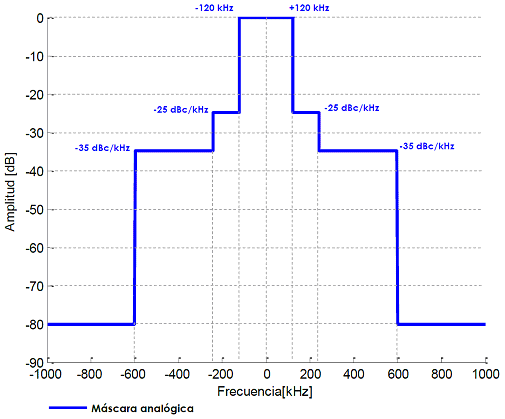 -120 kHz
+120 kHz
0
-10
-20
-25 dBc/kHz
-25 dBc/kHz
-30
-35 dBc/kHz
-35 dBc/kHz
-40
-50
-60
-70
-80
-90
Amplitud [dB]
-1000 -800 -600 -400 -200 0 200 400 600 800 1000
Frecuencia[kHz]
Máscara analógica